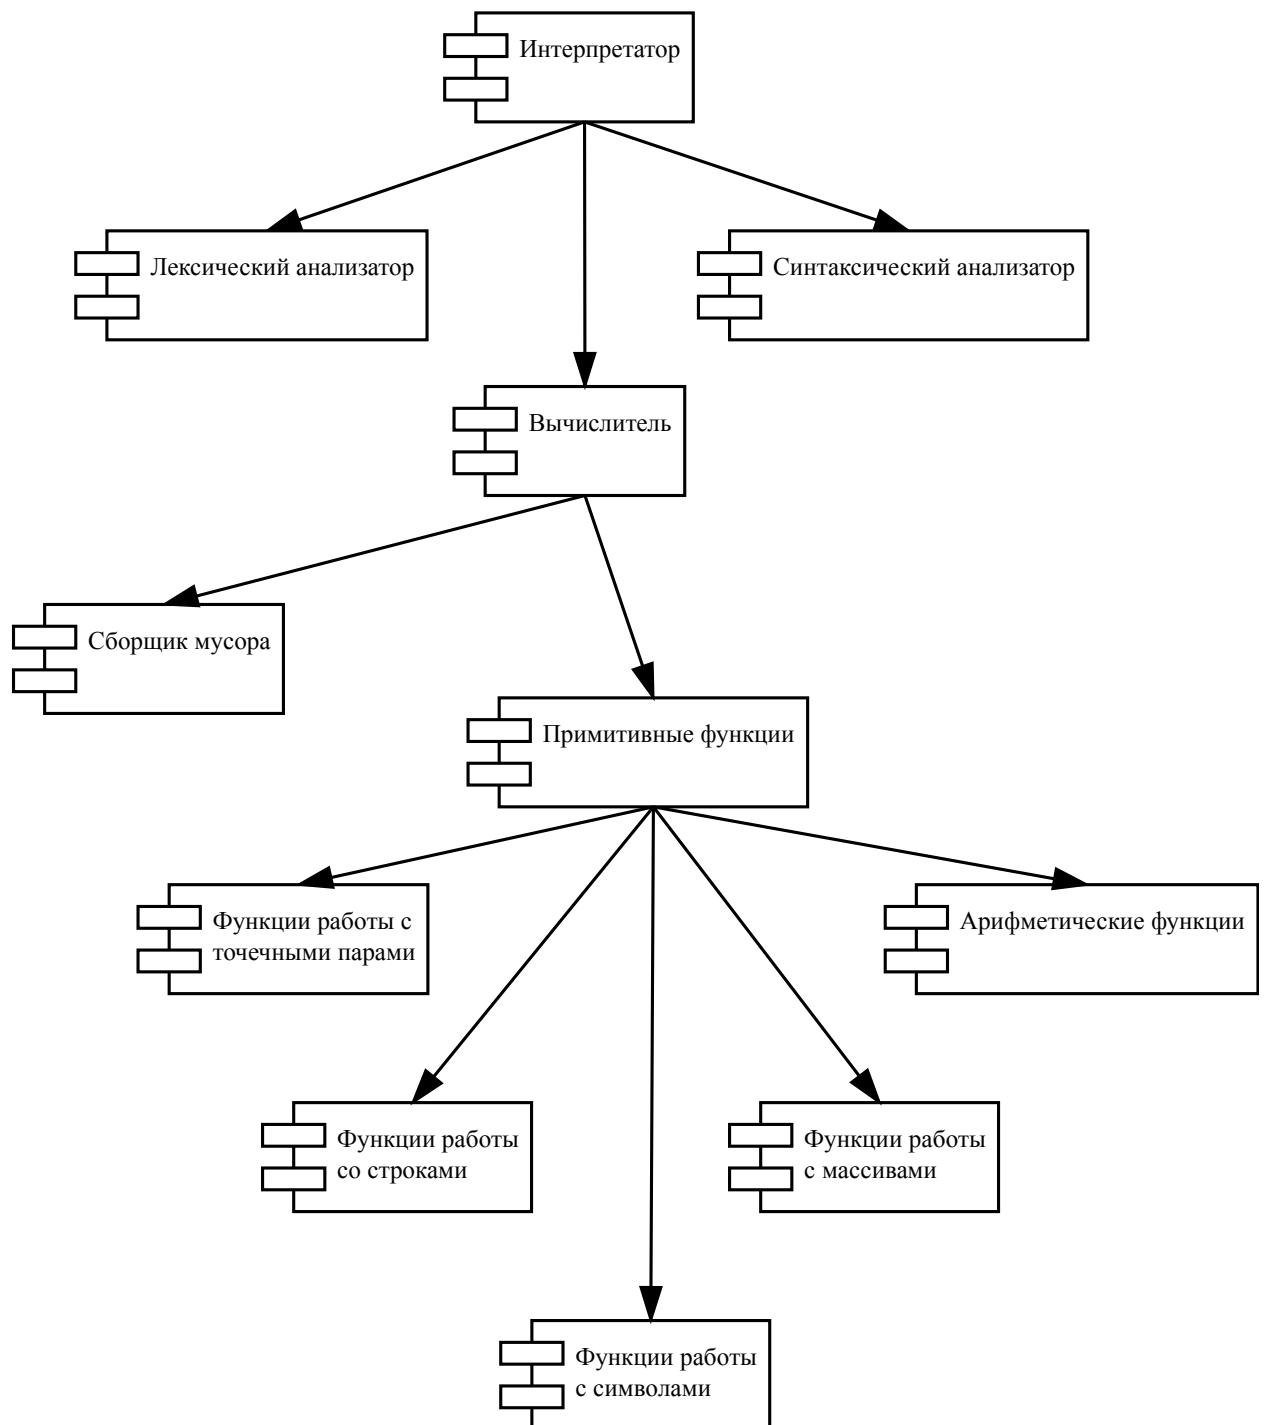 Интерпретатор
Лексический анализатор
Синтаксический анализатор
Вычислитель
Сборщик мусора
Примитивные функции
Функции работы с
точечными парами
Арифметические функции
Функции работы
со строками
Функции работы
с массивами
Функции работы
с символами